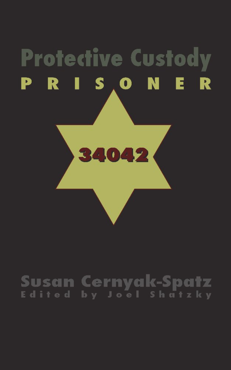 Protective Custody
PRISONER
34042
Susan Cernyak-Spatz
Edited by Joel Shatzky